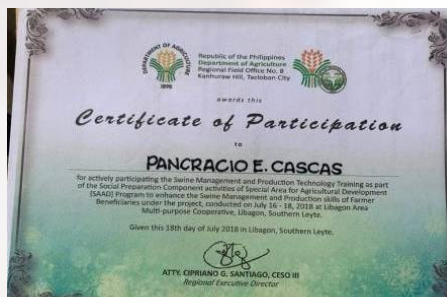 DEPARTMENT OF AGRICULTURE
1898
Republic of the Philippines
Department of Agriculture
Regional Field Office No. 8
Kanhuraw Hill, Tacloban City
awards this
Certificate of Participation
to
PANCRACIO E. CASCAS
for actively participating the Swine Management and Production Technology Training as part
of the Social Preparation Component activities of Special Area for Agricultural Development
(SAAD) Program to enhance the Swine Management and Production skills of Farmer
Beneficiaries under the project, conducted on July 16 - 18, 2018 at Libagon Area
Multi-purpose Cooperative, Libagon, Southern Leyte.
Given this 18th day of July 2018 in Libagon, Southern Leyte.
ATTY. CIPRIANO G. SANTIAGO, CESO III
Regional Executive Director